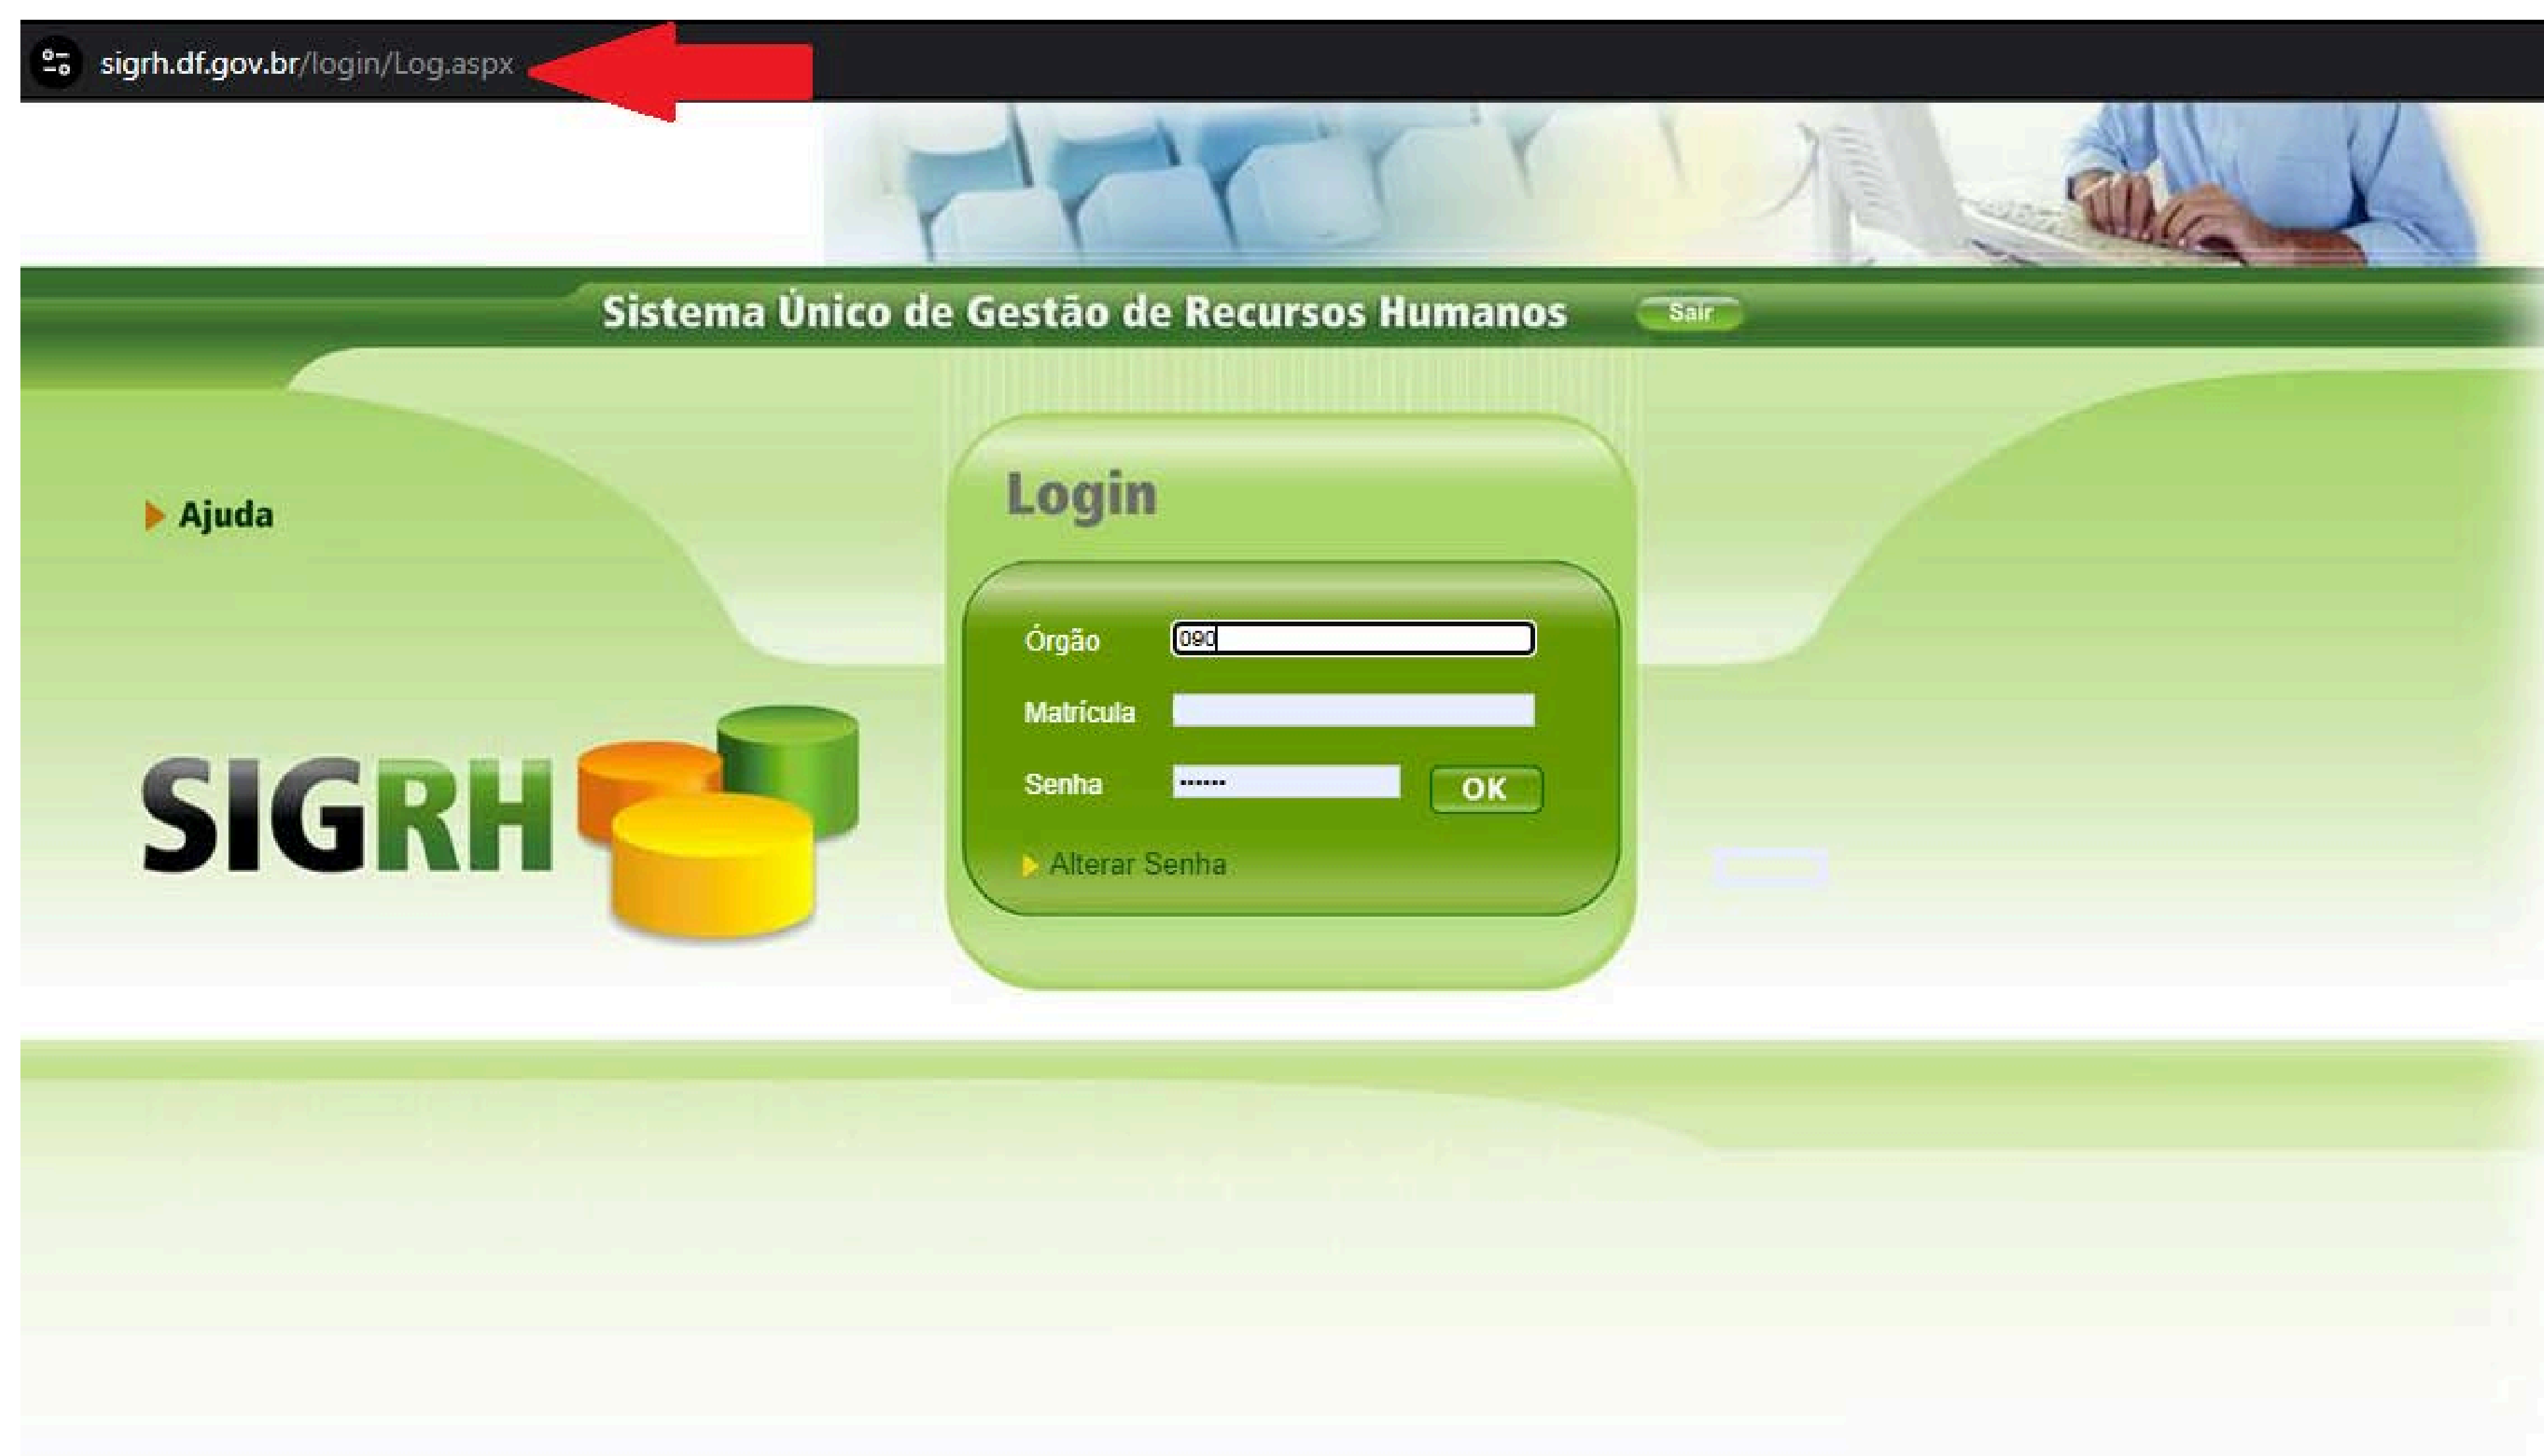 sigrh.df.gov.br/login/Log.aspx
Sistema Único de Gestão de Recursos Humanos
Sair
Ajuda
Login
Órgão 090
Matrícula
Senha ······ OK
Alterar Senha
SIGRH